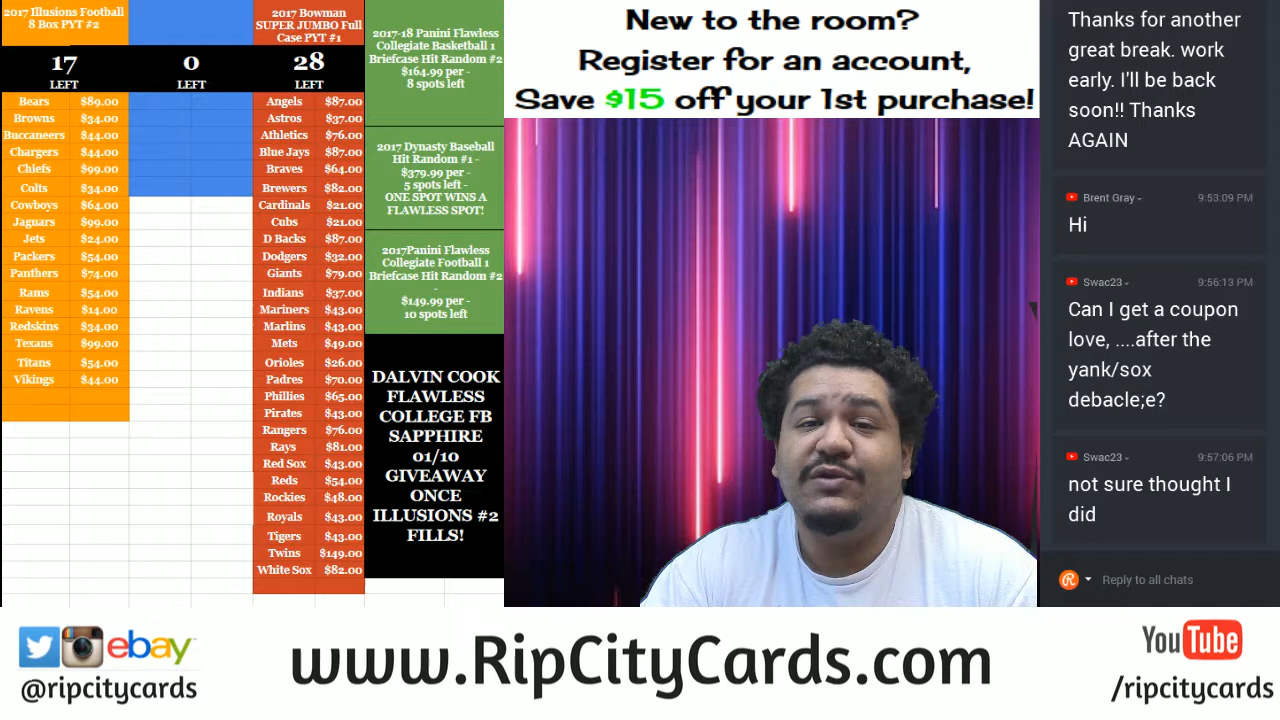 2017 Illusions Football
8 Box PYT #2
17
LEFT
Bears $89.00
Browns $34.00
Buccaneers $44.00
Chargers $44.00
Chiefs $99.00
Colts $34.00
Cowboys $64.00
Jaguars $99.00
Jets $24.00
Packers $54.00
Panthers $74.00
Rams $54.00
Ravens $14.00
Redskins $34.00
Texans $99.00
Titans $54.00
Vikings $44.00
0
LEFT
2017 Bowman
SUPER JUMBO Full
Case PYT #1
28
LEFT
Angels $87.00
Astros $37.00
Athletics $76.00
Blue Jays $87.00
Braves $64.00
Brewers $82.00
Cardinals $21.00
Cubs $21.00
D Backs $87.00
Dodgers $32.00
Giants $79.00
Indians $37.00
Mariners $43.00
Marlins $43.00
Mets $49.00
Orioles $26.00
Padres $70.00
Phillies $65.00
Pirates $43.00
Rangers $76.00
Rays $81.00
Red Sox $43.00
Reds $54.00
Rockies $48.00
Royals $43.00
Tigers $43.00
Twins $149.00
White Sox $82.00
2017-18 Panini Flawless
Collegiate Basketball 1
Briefcase Hit Random #2
$164.99 per -
8 spots left
2017 Dynasty Baseball
Hit Random #1 -
$379.99 per -
5 spots left -
ONE SPOT WINS A
FLAWLESS SPOT!
2017Panini Flawless
Collegiate Football 1
Briefcase Hit Random #2
-
$149.99 per -
10 spots left
DALVIN COOK
FLAWLESS
COLLEGE FB
SAPPHIRE
01/10
GIVEAWAY
ONCE
ILLUSIONS #2
FILLS!
New to the room?
Register for an account,
Save $15 off your 1st purchase!
Thanks for another
great break. work
early. I'll be back
soon!! Thanks
AGAIN
Brent Gray - 9:53:09 PM
Hi
Swac23 - 9:56:13 PM
Can I get a coupon
love, ....after the
yank/sox
debacle;e?
Swac23 - 9:57:06 PM
not sure thought I
did
R Reply to all chats
ebay
@ripcitycards
www.RipCityCards.com
YouTube
/ripcitycards